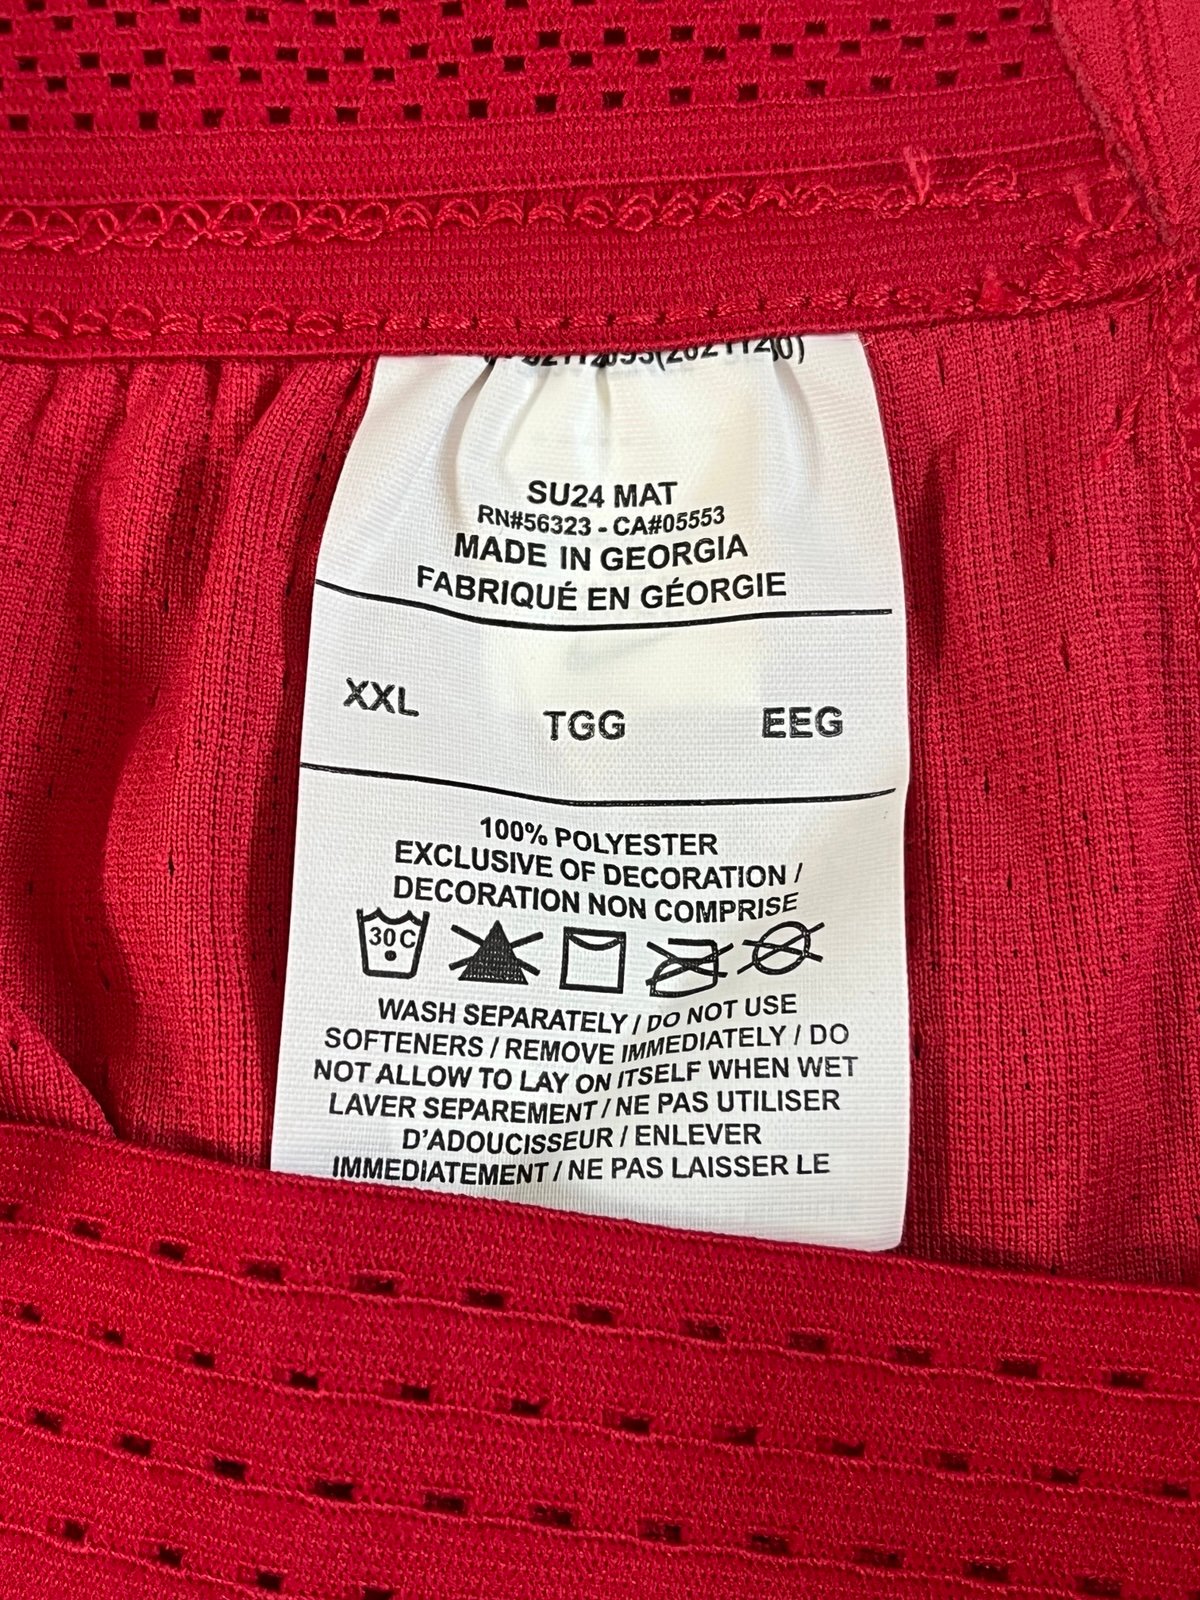 SU24 MAT
RN#56323 - CA#05553
MADE IN GEORGIA
FABRIQUÉ EN GÉORGIE
XXL TGG EEG
100% POLYESTER
EXCLUSIVE OF DECORATION /
DECORATION NON COMPRISE
30 C
WASH SEPARATELY / DO NOT USE
SOFTENERS / REMOVE IMMEDIATELY / DO
NOT ALLOW TO LAY ON ITSELF WHEN WET
LAVER SEPAREMENT / NE PAS UTILISER
D'ADOUCISSEUR / ENLEVER
IMMEDIATEMENT / NE PAS LAISSER LE